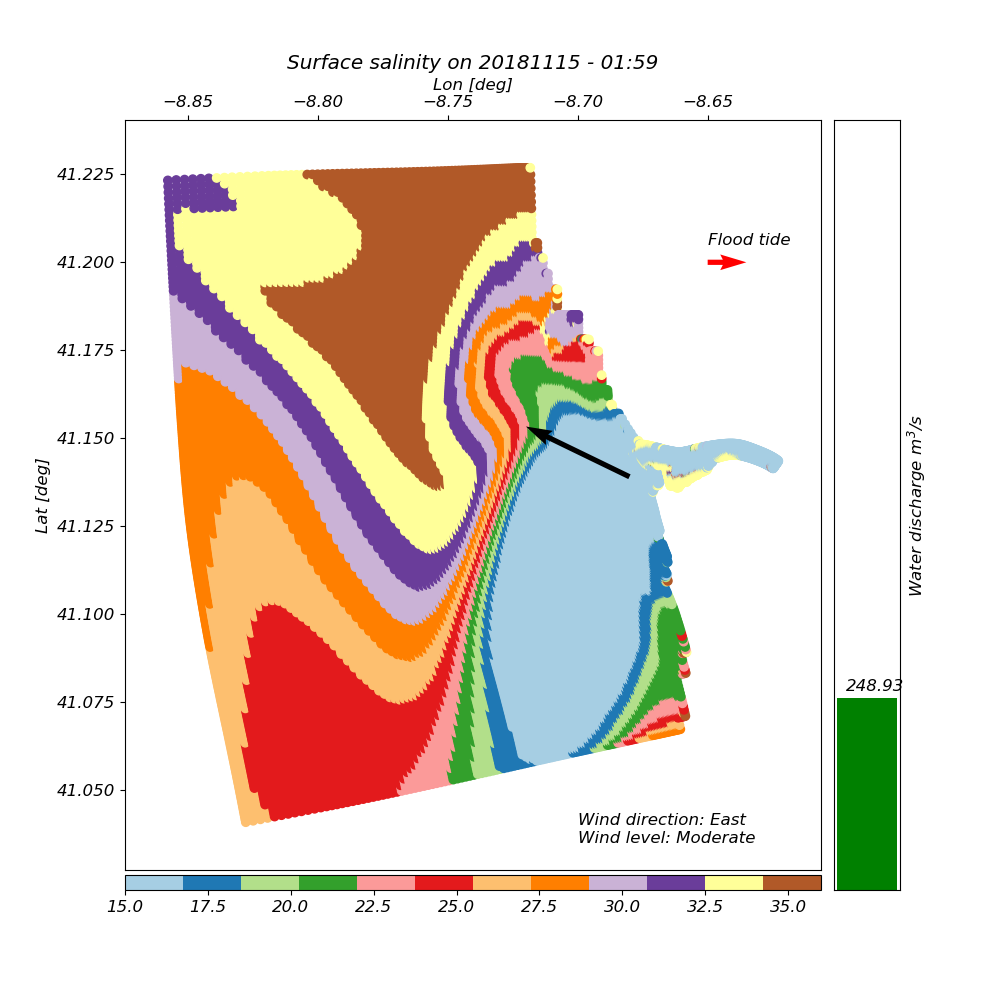 Surface salinity on 20181115 - 01:59
Lon [deg]
−8.85 −8.80 −8.75 −8.70 −8.65
41.225
41.200
41.175
41.150
41.125
41.100
41.075
41.050
Lat [deg]
Flood tide
Wind direction: East
Wind level: Moderate
15.0 17.5 20.0 22.5 25.0 27.5 30.0 32.5 35.0
248.93
Water discharge m³/s